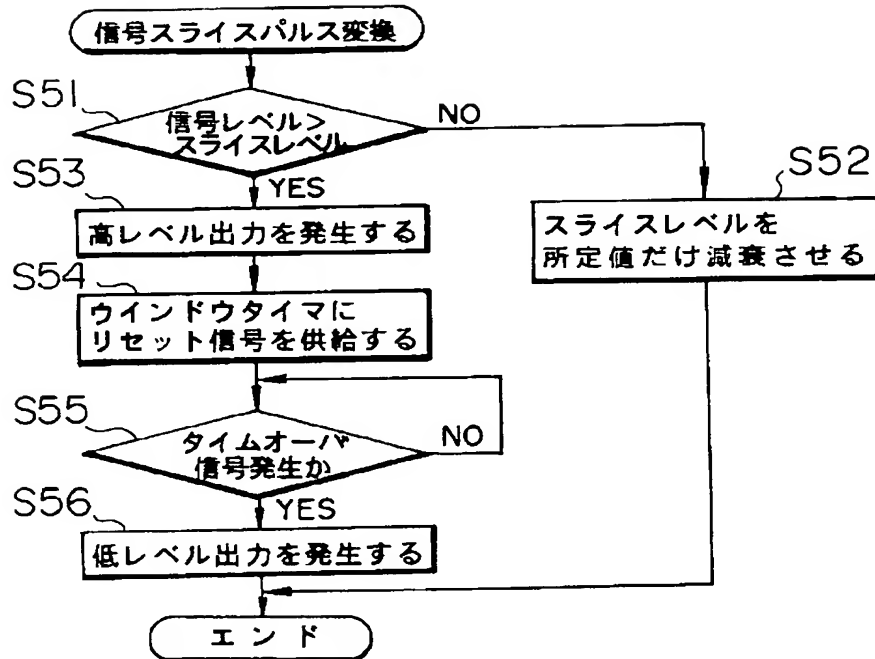 信号スライスパルス変換
S51
信号レベル>
スライスレベル
NO
YES
S52
スライスレベルを
所定値だけ減衰させる
S53
高レベル出力を発生する
S54
ウインドウタイマに
リセット信号を供給する
S55
タイムオーバ
信号発生か
NO
YES
S56
低レベル出力を発生する
エンド